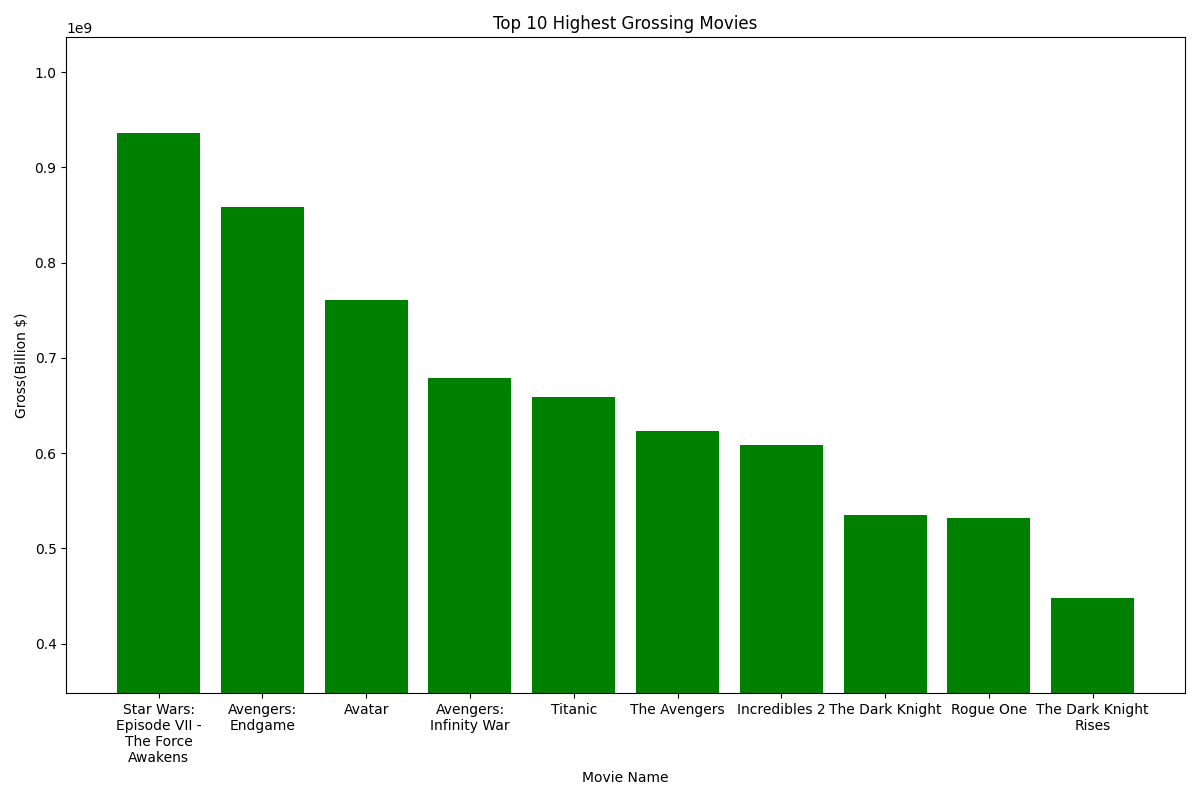 Top 10 Highest Grossing Movies
1e9
1.0
0.9
0.8
0.7
0.6
0.5
0.4
Gross(Billion $)
Star Wars:
Episode VII -
The Force
Awakens
Avengers:
Endgame
Avatar
Avengers:
Infinity War
Titanic
The Avengers
Incredibles 2
The Dark Knight
Rogue One
The Dark Knight
Rises
Movie Name